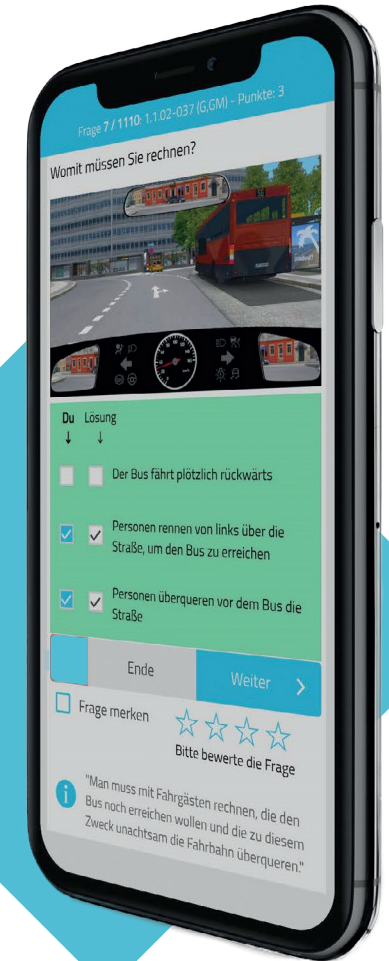 Frage 7 / 1110: 1.1.02-037 (G,GM) - Punkte: 3
Womit müssen Sie rechnen?
Du Lösung
↓ ↓
Der Bus fährt plötzlich rückwärts
Personen rennen von links über die
Straße, um den Bus zu erreichen
Personen überqueren vor dem Bus die
Straße
Ende
Weiter
Frage merken
Bitte bewerte die Frage
"Man muss mit Fahrgästen rechnen, die den
Bus noch erreichen wollen und die zu diesem
Zweck unachtsam die Fahrbahn überqueren."